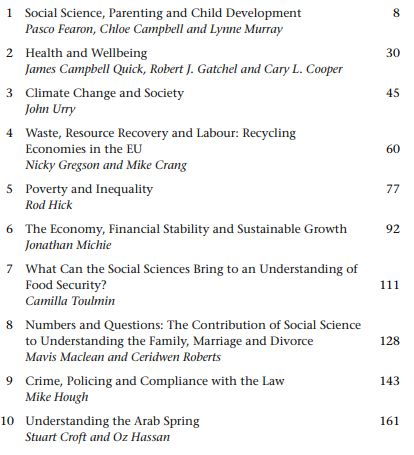 1 Social Science, Parenting and Child Development 8
Pasco Fearon, Chloe Campbell and Lynne Murray
2 Health and Wellbeing 30
James Campbell Quick, Robert J. Gatchel and Cary L. Cooper
3 Climate Change and Society 45
John Urry
4 Waste, Resource Recovery and Labour: Recycling
Economies in the EU 60
Nicky Gregson and Mike Crang
5 Poverty and Inequality 77
Rod Hick
6 The Economy, Financial Stability and Sustainable Growth 92
Jonathan Michie
7 What Can the Social Sciences Bring to an Understanding of
Food Security? 111
Camilla Toulmin
8 Numbers and Questions: The Contribution of Social Science
to Understanding the Family, Marriage and Divorce 128
Mavis Maclean and Ceridwen Roberts
9 Crime, Policing and Compliance with the Law 143
Mike Hough
10 Understanding the Arab Spring 161
Stuart Croft and Oz Hassan